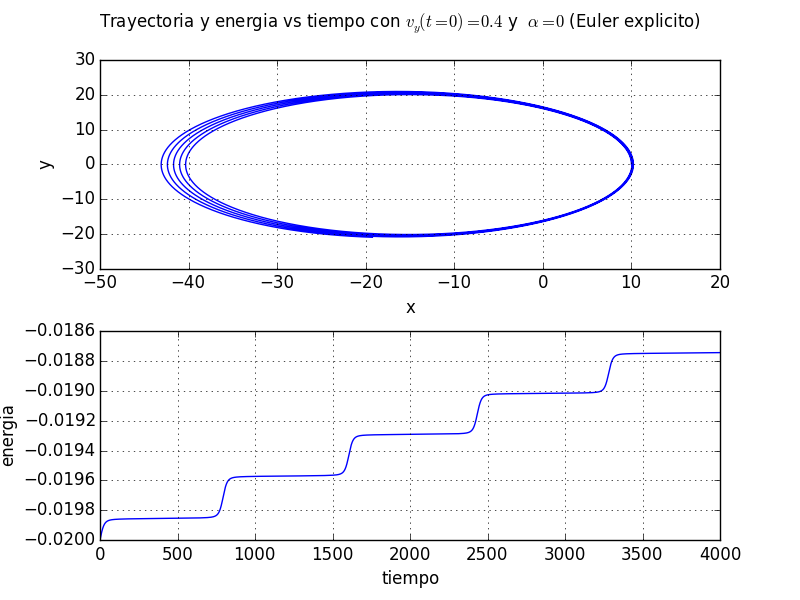 Trayectoria y energia vs tiempo con v_y(t=0)=0.4 y α=0 (Euler explicito)
30
20
10
0
−10
−20
−30
y
−50 −40 −30 −20 −10 0 10 20
x
−0.0186
−0.0188
−0.0190
−0.0192
−0.0194
−0.0196
−0.0198
−0.0200
energia
0 500 1000 1500 2000 2500 3000 3500 4000
tiempo